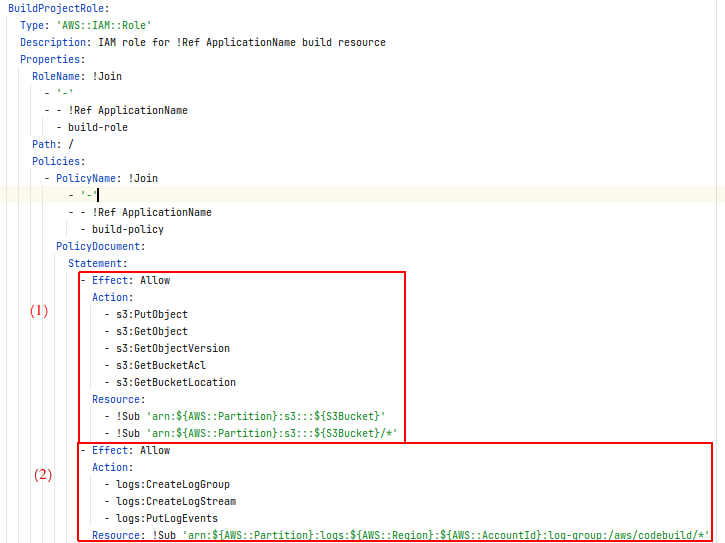 BuildProjectRole:
Type: 'AWS::IAM::Role'
Description: IAM role for !Ref ApplicationName build resource
Properties:
RoleName: !Join
- '-'
- - !Ref ApplicationName
- build-role
Path: /
Policies:
- PolicyName: !Join
- '-'
- - !Ref ApplicationName
- build-policy
PolicyDocument:
Statement:
- Effect: Allow
Action:
(1)
- s3:PutObject
- s3:GetObject
- s3:GetObjectVersion
- s3:GetBucketAcl
- s3:GetBucketLocation
Resource:
- !Sub 'arn:${AWS::Partition}:s3:::${S3Bucket}'
- !Sub 'arn:${AWS::Partition}:s3:::${S3Bucket}/*'
- Effect: Allow
Action:
(2)
- logs:CreateLogGroup
- logs:CreateLogStream
- logs:PutLogEvents
Resource: !Sub 'arn:${AWS::Partition}:logs:${AWS::Region}:${AWS::AccountId}:log-group:/aws/codebuild/*'